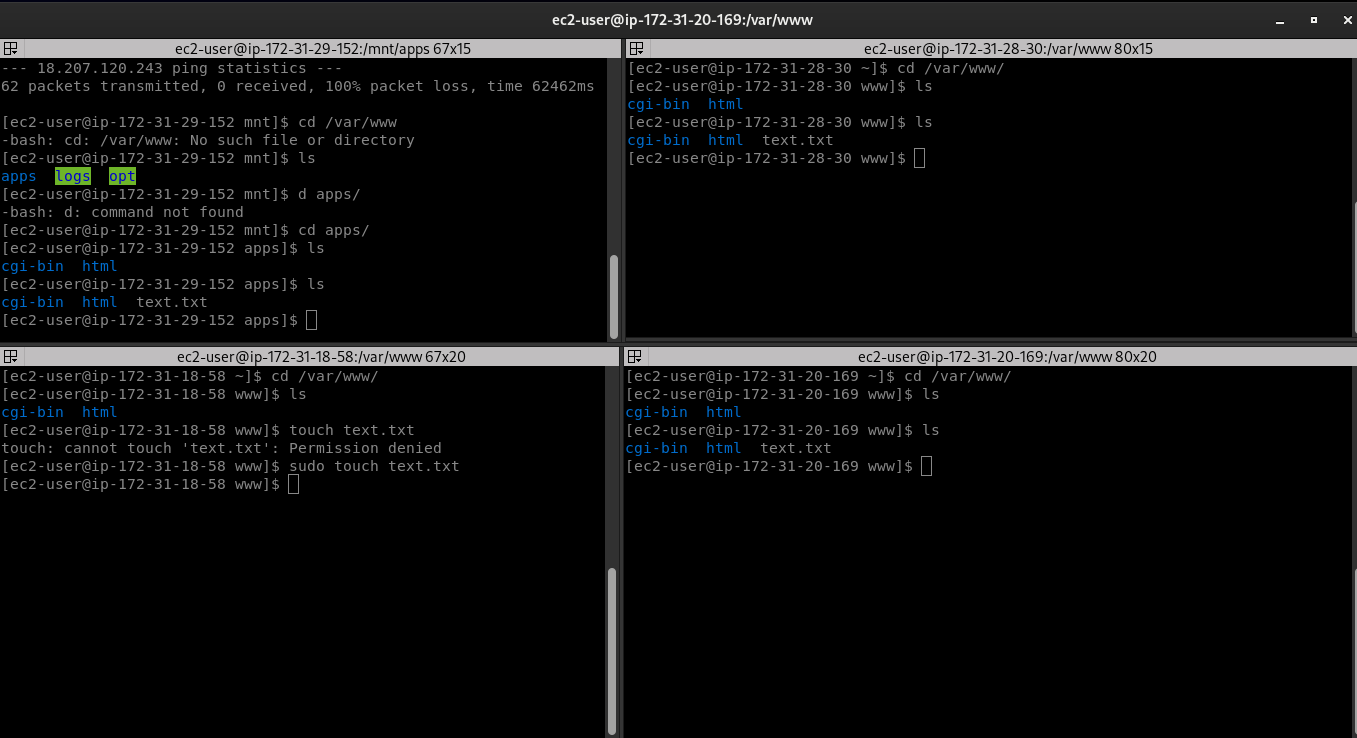 ec2-user@ip-172-31-20-169:/var/www
ec2-user@ip-172-31-29-152:/mnt/apps 67x15
--- 18.207.120.243 ping statistics ---
62 packets transmitted, 0 received, 100% packet loss, time 62462ms
[ec2-user@ip-172-31-29-152 mnt]$ cd /var/www
-bash: cd: /var/www: No such file or directory
[ec2-user@ip-172-31-29-152 mnt]$ ls
apps  logs  opt
[ec2-user@ip-172-31-29-152 mnt]$ d apps/
-bash: d: command not found
[ec2-user@ip-172-31-29-152 mnt]$ cd apps/
[ec2-user@ip-172-31-29-152 apps]$ ls
cgi-bin  html
[ec2-user@ip-172-31-29-152 apps]$ ls
cgi-bin  html  text.txt
[ec2-user@ip-172-31-29-152 apps]$
ec2-user@ip-172-31-28-30:/var/www 80x15
[ec2-user@ip-172-31-28-30 ~]$ cd /var/www/
[ec2-user@ip-172-31-28-30 www]$ ls
cgi-bin  html
[ec2-user@ip-172-31-28-30 www]$ ls
cgi-bin  html  text.txt
[ec2-user@ip-172-31-28-30 www]$
ec2-user@ip-172-31-18-58:/var/www 67x20
[ec2-user@ip-172-31-18-58 ~]$ cd /var/www/
[ec2-user@ip-172-31-18-58 www]$ ls
cgi-bin  html
[ec2-user@ip-172-31-18-58 www]$ touch text.txt
touch: cannot touch 'text.txt': Permission denied
[ec2-user@ip-172-31-18-58 www]$ sudo touch text.txt
[ec2-user@ip-172-31-18-58 www]$
ec2-user@ip-172-31-20-169:/var/www 80x20
[ec2-user@ip-172-31-20-169 ~]$ cd /var/www/
[ec2-user@ip-172-31-20-169 www]$ ls
cgi-bin  html
[ec2-user@ip-172-31-20-169 www]$ ls
cgi-bin  html  text.txt
[ec2-user@ip-172-31-20-169 www]$